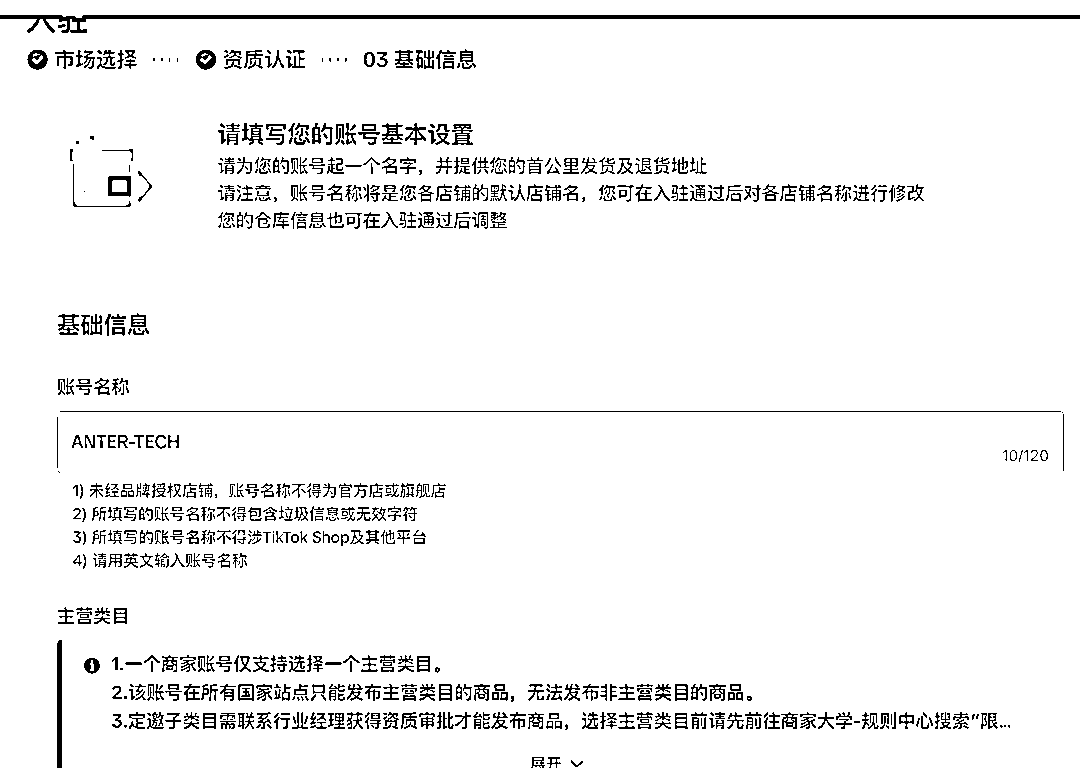 入驻
市场选择 ···· 资质认证 ···· 03 基础信息
请填写您的账号基本设置
请为您的账号起一个名字，并提供您的首公里发货及退货地址
请注意，账号名称将是您各店铺的默认店铺名，您可在入驻通过后对各店铺名称进行修改
您的仓库信息也可在入驻通过后调整
基础信息
账号名称
ANTER-TECH
10/120
1) 未经品牌授权店铺，账号名称不得为官方店或旗舰店
2) 所填写的账号名称不得包含垃圾信息或无效字符
3) 所填写的账号名称不得涉TikTok Shop及其他平台
4) 请用英文输入账号名称
主营类目
1.一个商家账号仅支持选择一个主营类目。
2.该账号在所有国家站点只能发布主营类目的商品，无法发布非主营类目的商品。
3.定邀子类目需联系行业经理获得资质审批才能发布商品，选择主营类目前请先前往商家大学-规则中心搜索“限...
展开